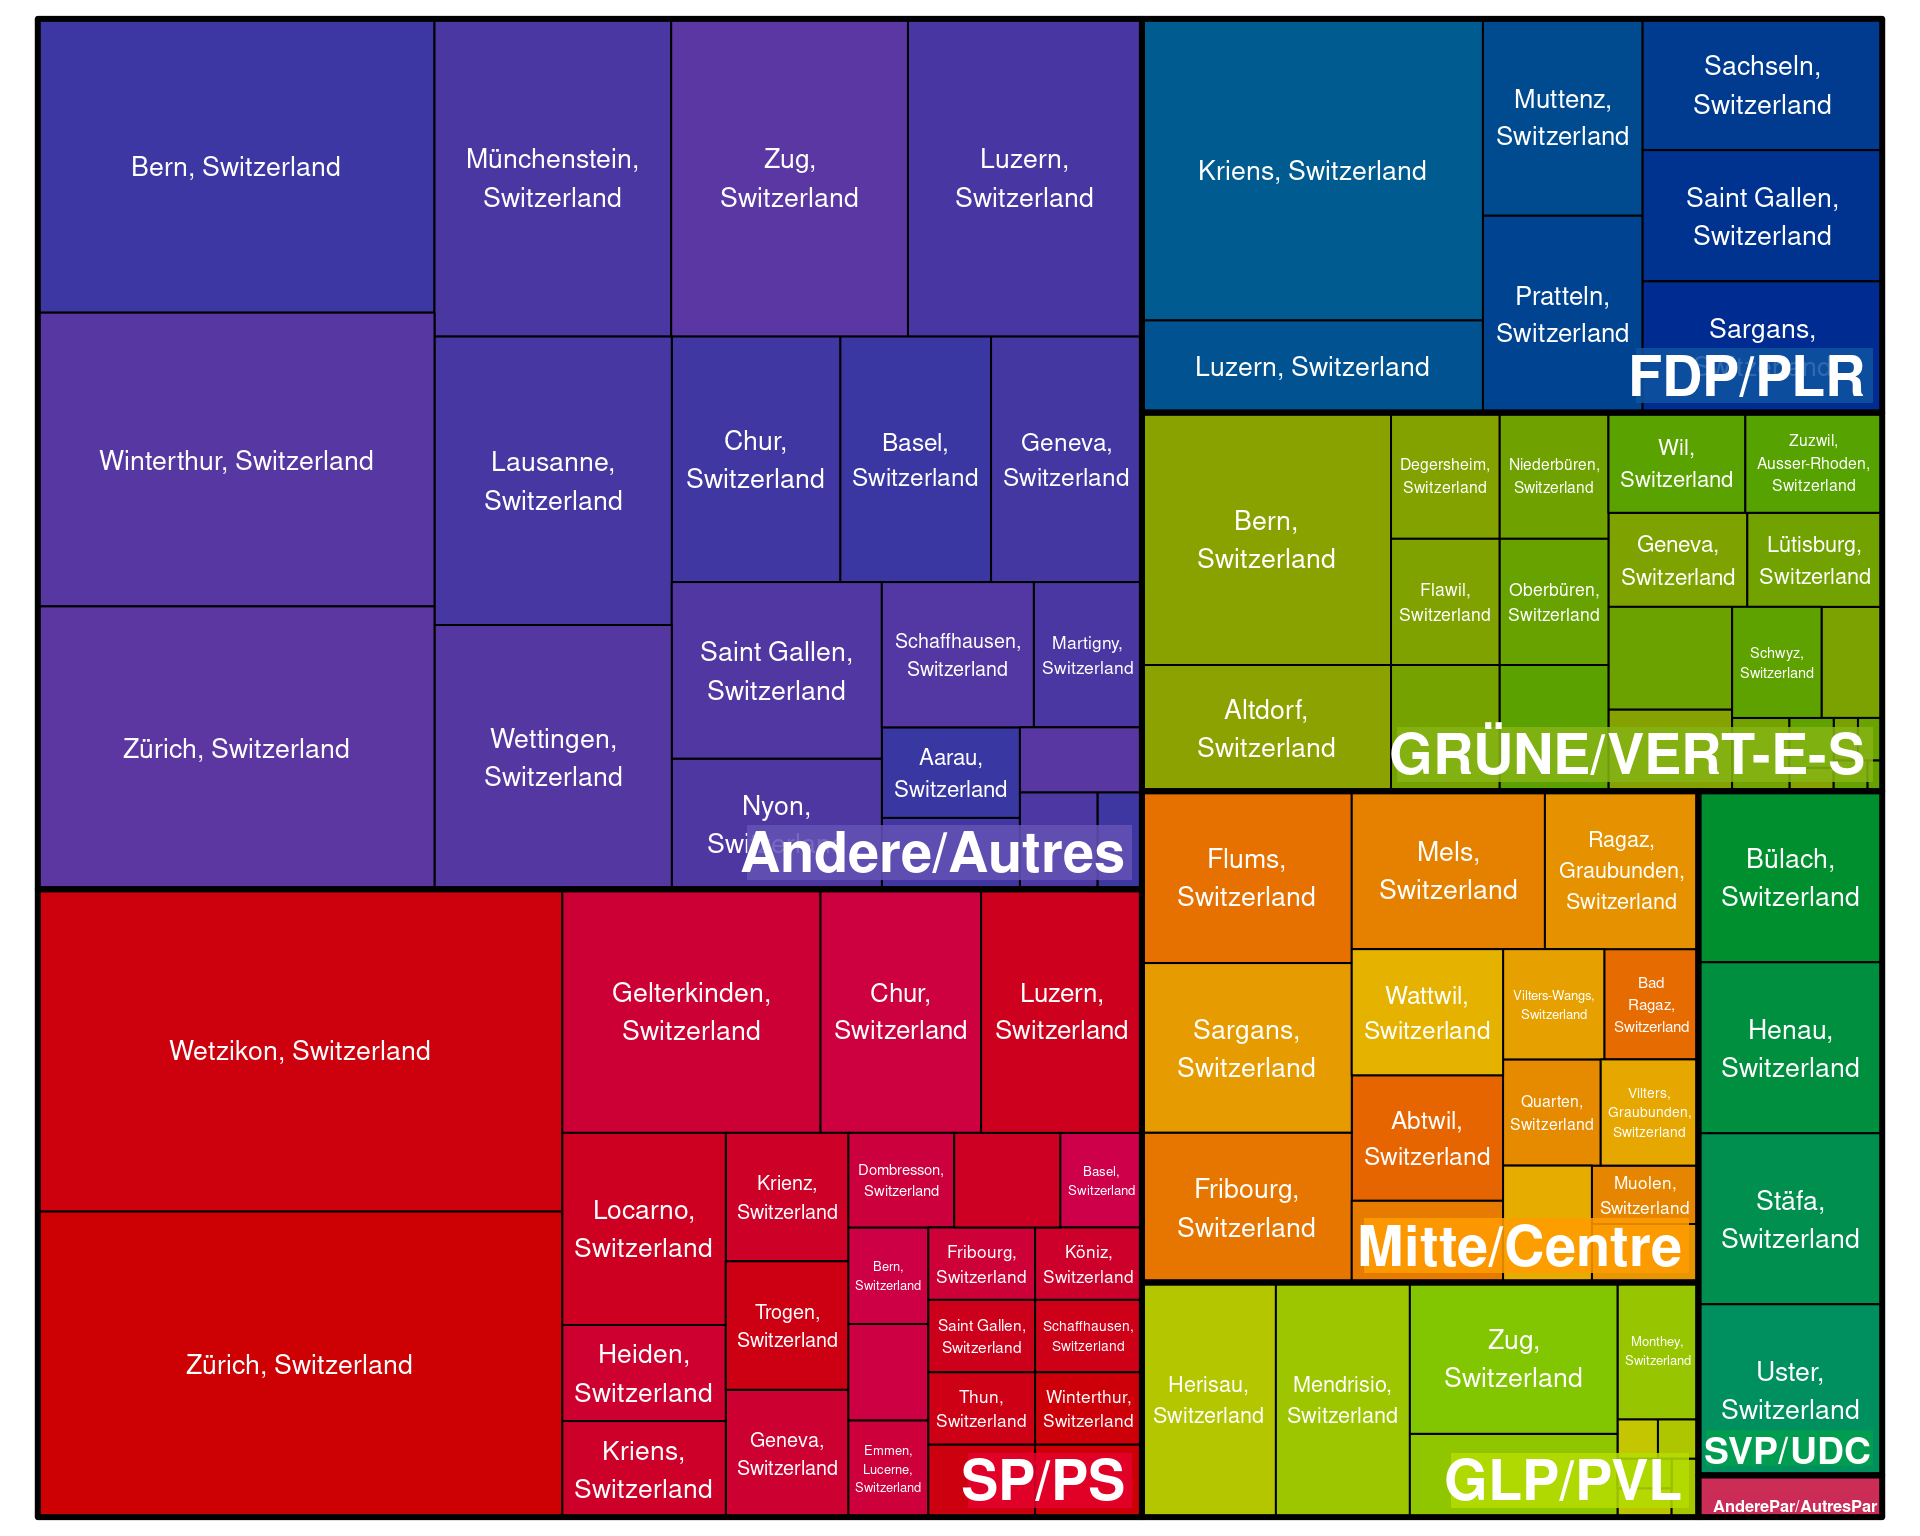 Bern, Switzerland
Münchenstein,
Switzerland
Zug,
Switzerland
Luzern,
Switzerland
Winterthur, Switzerland
Zürich, Switzerland
Lausanne,
Switzerland
Wettingen,
Switzerland
Chur,
Switzerland
Basel,
Switzerland
Geneva,
Switzerland
Saint Gallen,
Switzerland
Schaffhausen,
Switzerland
Martigny,
Switzerland
Nyon,
Switzerland
Aarau,
Switzerland
Andere/Autres
Kriens, Switzerland
Luzern, Switzerland
Muttenz,
Switzerland
Pratteln,
Switzerland
Sachseln,
Switzerland
Saint Gallen,
Switzerland
Sargans,
Switzerland
FDP/PLR
Bern,
Switzerland
Altdorf,
Switzerland
Degersheim,
Switzerland
Niederbüren,
Switzerland
Flawil,
Switzerland
Oberbüren,
Switzerland
Wil,
Switzerland
Zuzwil,
Ausser-Rhoden,
Switzerland
Geneva,
Switzerland
Lütisburg,
Switzerland
Schwyz,
Switzerland
GRÜNE/VERT-E-S
Wetzikon, Switzerland
Zürich, Switzerland
Gelterkinden,
Switzerland
Chur,
Switzerland
Luzern,
Switzerland
Locarno,
Switzerland
Heiden,
Switzerland
Kriens,
Switzerland
Krienz,
Switzerland
Trogen,
Switzerland
Geneva,
Switzerland
Dombresson,
Switzerland
Basel,
Switzerland
Bern,
Switzerland
Fribourg,
Switzerland
Köniz,
Switzerland
Saint Gallen,
Switzerland
Schaffhausen,
Switzerland
Thun,
Switzerland
Winterthur,
Switzerland
Emmen,
Lucerne,
Switzerland
SP/PS
Flums,
Switzerland
Sargans,
Switzerland
Fribourg,
Switzerland
Mels,
Switzerland
Ragaz,
Graubunden,
Switzerland
Wattwil,
Switzerland
Abtwil,
Switzerland
Vilters-Wangs,
Switzerland
Bad
Ragaz,
Switzerland
Quarten,
Switzerland
Vilters,
Graubunden,
Switzerland
Muolen,
Switzerland
Mitte/Centre
Herisau,
Switzerland
Mendrisio,
Switzerland
Zug,
Switzerland
Monthey,
Switzerland
GLP/PVL
Bülach,
Switzerland
Henau,
Switzerland
Stäfa,
Switzerland
Uster,
Switzerland
SVP/UDC
AnderePar/AutresPar